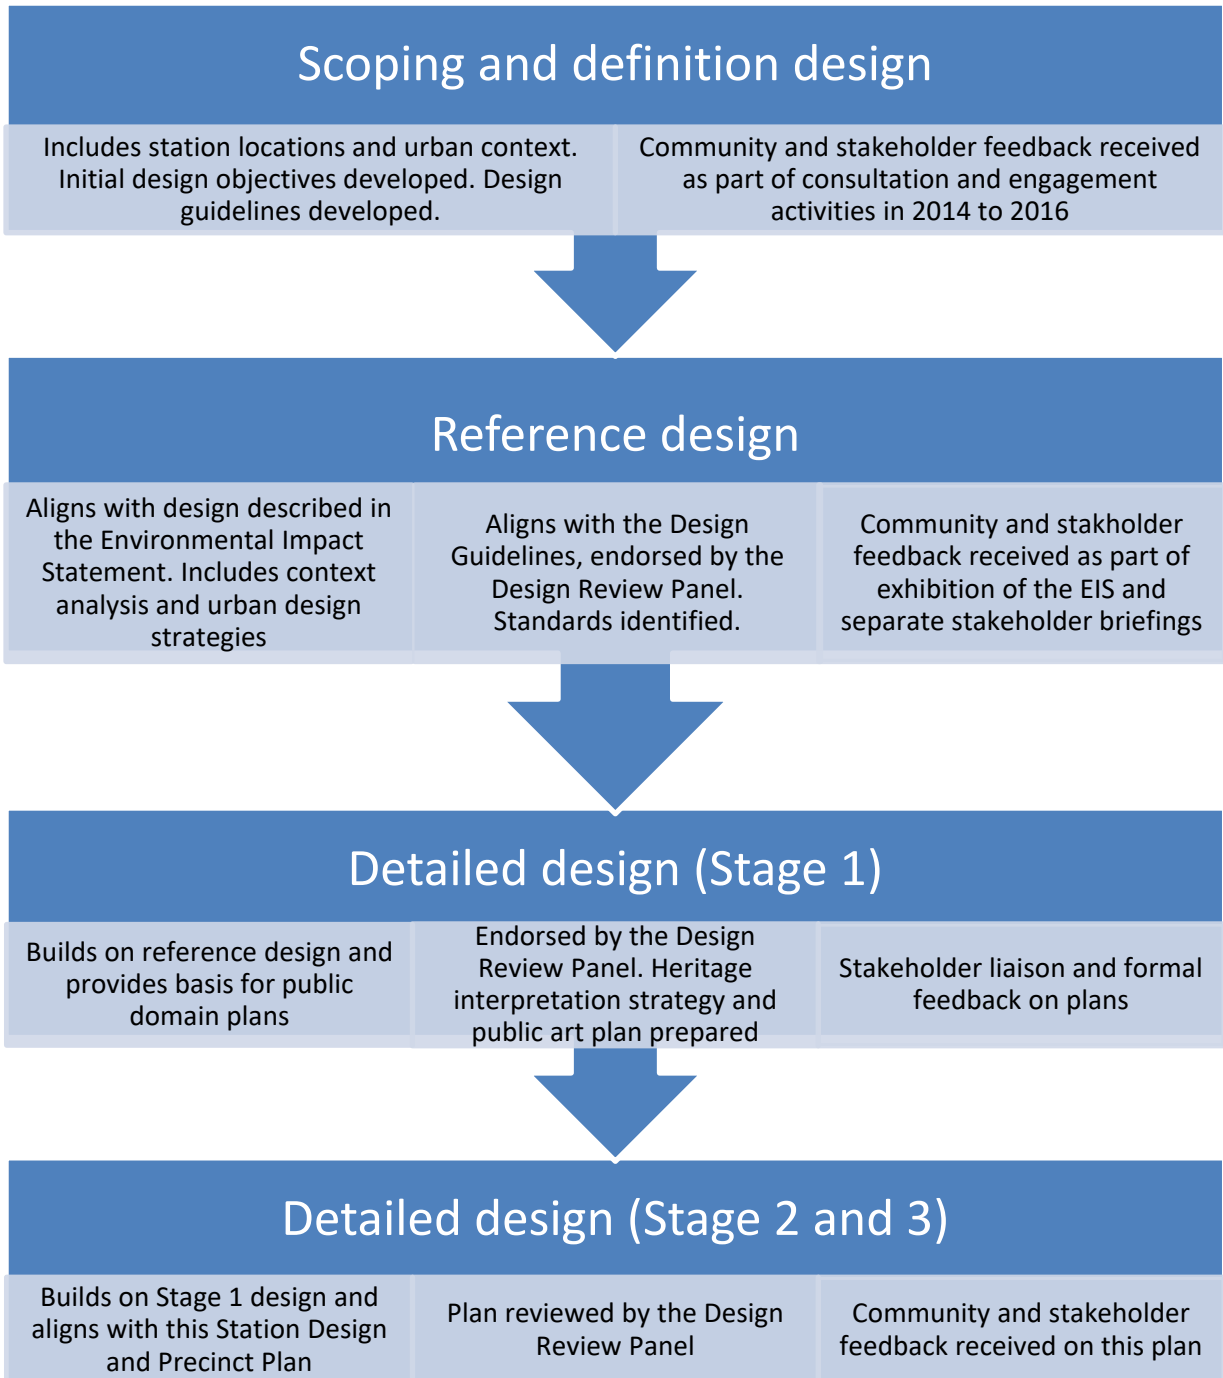 Scoping and definition design
Includes station locations and urban context.
Initial design objectives developed. Design
guidelines developed.
Community and stakeholder feedback received
as part of consultation and engagement
activities in 2014 to 2016
Reference design
Aligns with design described in
the Environmental Impact
Statement. Includes context
analysis and urban design
strategies
Aligns with the Design
Guidelines, endorsed by the
Design Review Panel.
Standards identified.
Community and stakholder
feedback received as part of
exhibition of the EIS and
separate stakeholder briefings
Detailed design (Stage 1)
Builds on reference design and
provides basis for public
domain plans
Endorsed by the Design
Review Panel. Heritage
interpretation strategy and
public art plan prepared
Stakeholder liaison and formal
feedback on plans
Detailed design (Stage 2 and 3)
Builds on Stage 1 design and
aligns with this Station Design
and Precinct Plan
Plan reviewed by the Design
Review Panel
Community and stakeholder
feedback received on this plan